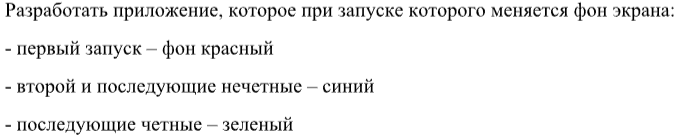 Разработать приложение, которое при запуске которого меняется фон экрана:
- первый запуск – фон красный
- второй и последующие нечетные – синий
- последующие четные – зеленый